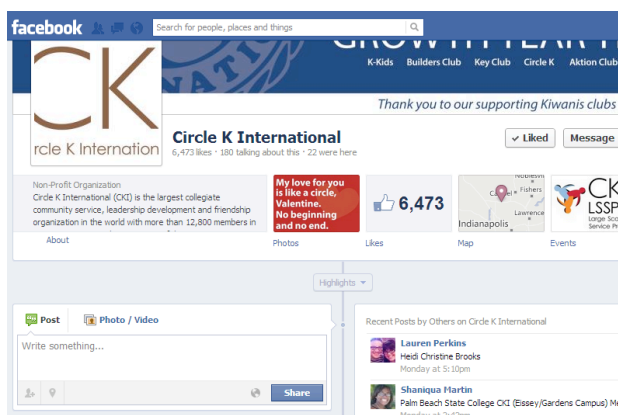 facebook
Search for people, places and things
K-Kids Builders Club Key Club Circle K Aktion Club
Thank you to our supporting Kiwanis clubs
CK
rcle K Internation
Circle K International
6,473 likes · 180 talking about this · 22 were here
Liked
Message
Non-Profit Organization
Circle K International (CKI) is the largest collegiate
community service, leadership development and friendship
organization in the world with more than 12,800 members in
About
My love for you
is like a circle,
Valentine.
No beginning
and no end.
Photos
6,473
Likes
Fishers
Lawrence
Indianapolis
Map
CK
LSSP
Large Sca
Service Pr
Events
Highlights
Post
Photo / Video
Write something...
Share
Recent Posts by Others on Circle K International
Lauren Perkins
Heidi Christine Brooks
Monday at 5:10pm
Shaniqua Martin
Palm Beach State College CKI (Eissey/Gardens Campus) Me